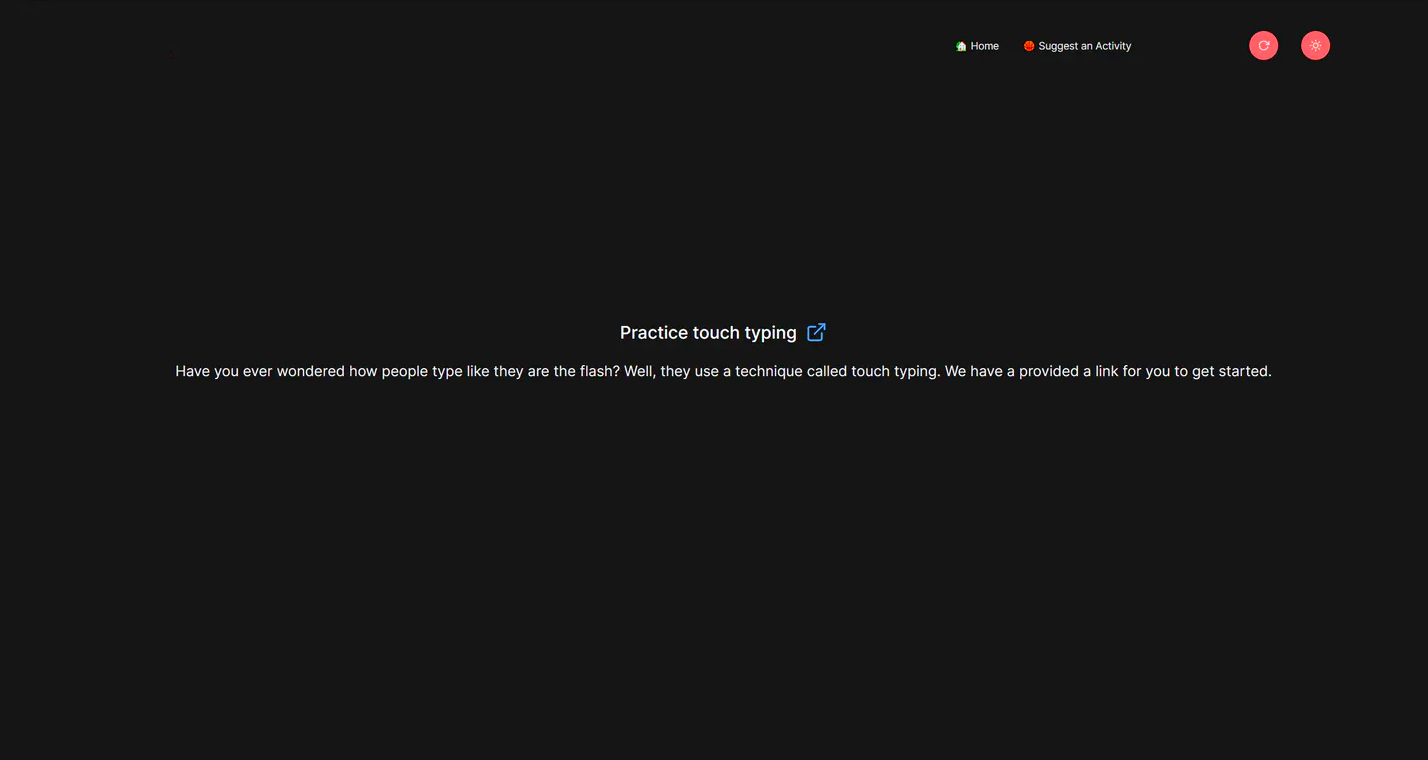 Home
Suggest an Activity
Practice touch typing
Have you ever wondered how people type like they are the flash? Well, they use a technique called touch typing. We have a provided a link for you to get started.